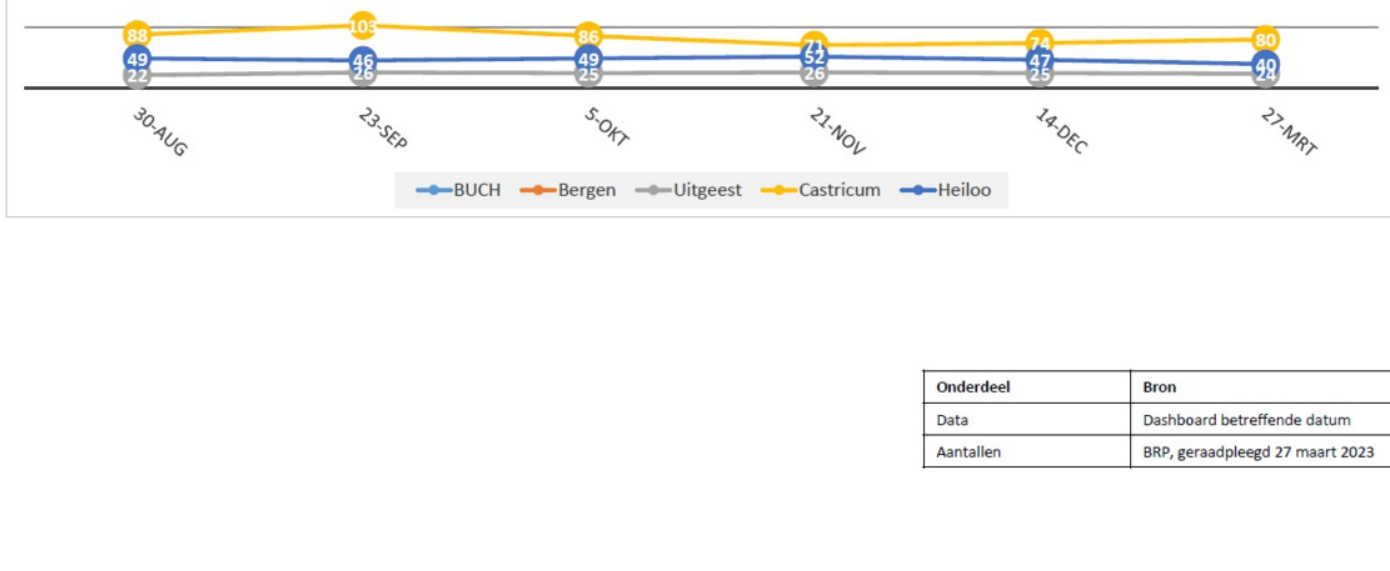 88 103 86 71 74 80
49 46 49 52 47 40
22 26 25 26 25 24
30-AUG 23-SEP 5-OKT 21-NOV 14-DEC 27-MRT
BUCH Bergen Uitgeest Castricum Heiloo
Onderdeel Bron
Data Dashboard betreffende datum
Aantallen BRP, geraadpleegd 27 maart 2023